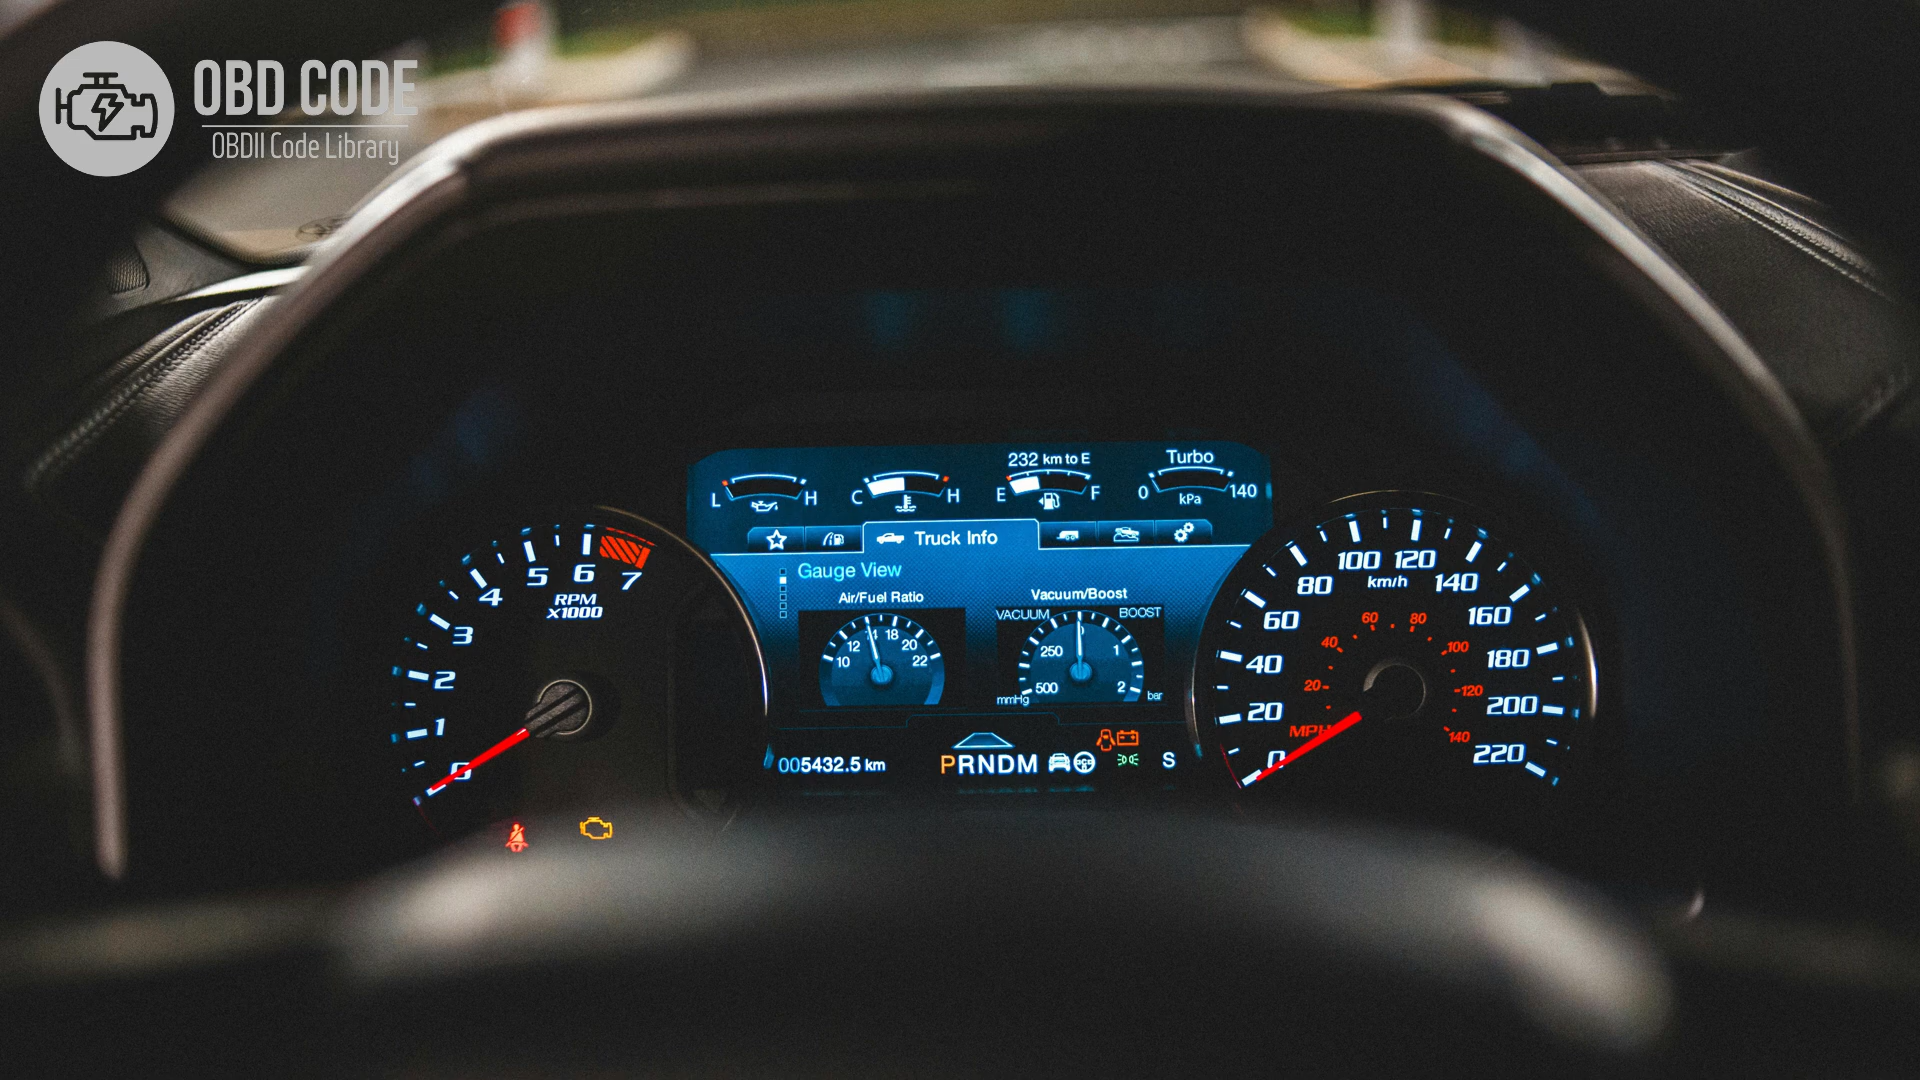 OBD CODE
OBDII Code Library
232 km to E
Turbo
L H
C H
E F
0 140
kPa
Truck Info
Gauge View
Air/Fuel Ratio
10 12 14 18 20 22
Vacuum/Boost
VACUUM BOOST
500 250 0 1 2
mmHg bar
005432.5 km
PRNDM
S
0 1 2 3 4 5 6 7
RPM
X1000
0 20 40 60 80 100 120 140 160 180 200 220
km/h
20 40 60 80 100 120 140
MPH